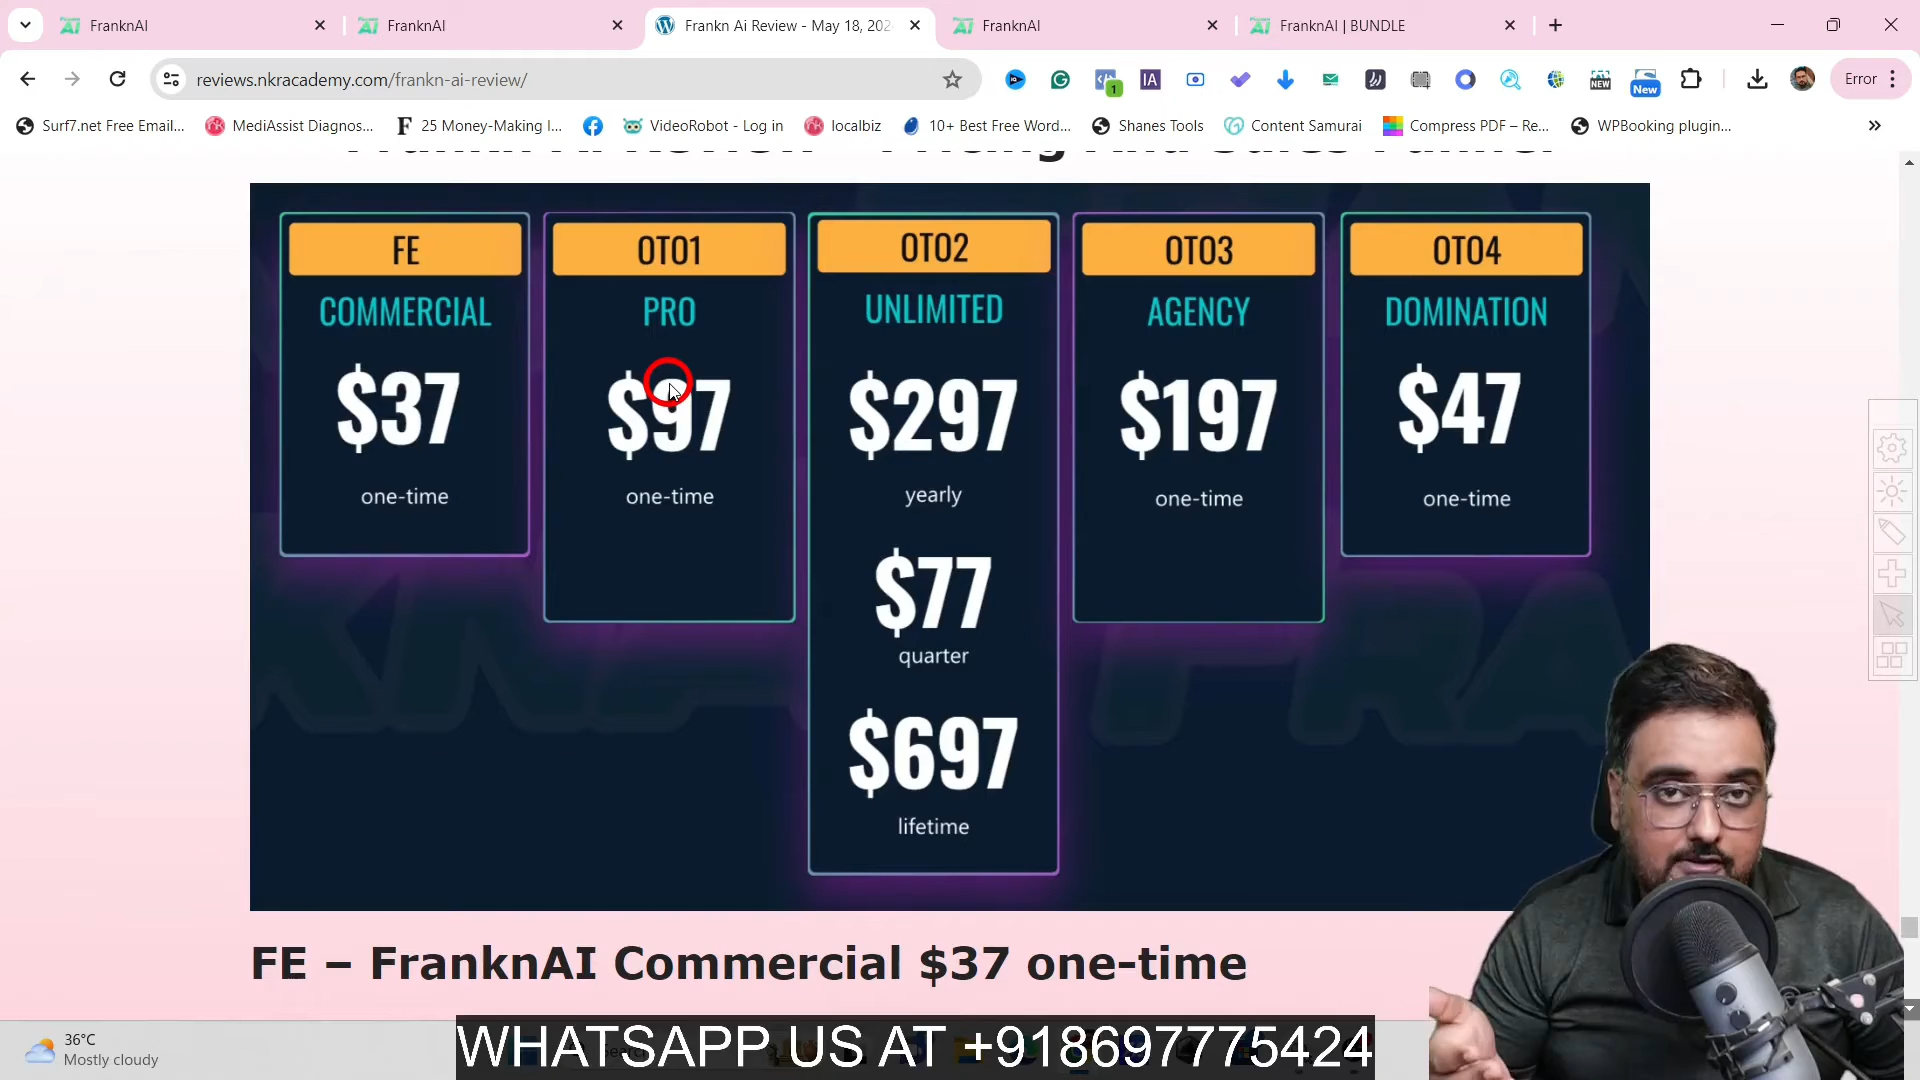 FranknAI
FranknAI
Frankn Ai Review - May 18, 202
FranknAI
FranknAI | BUNDLE
reviews.nkracademy.com/frankn-ai-review/
1
IA
NEW
New
Error
Surf7.net Free Email...
MediAssist Diagnos...
25 Money-Making I...
VideoRobot - Log in
localbiz
10+ Best Free Word...
Shanes Tools
Content Samurai
Compress PDF – Re...
WPBooking plugin...
FE
COMMERCIAL
$37
one-time
OTO1
PRO
$97
one-time
OTO2
UNLIMITED
$297
yearly
$77
quarter
$697
lifetime
OTO3
AGENCY
$197
one-time
OTO4
DOMINATION
$47
one-time
FE – FranknAI Commercial $37 one-time
36°C
Mostly cloudy
WHATSAPP US AT +918697775424